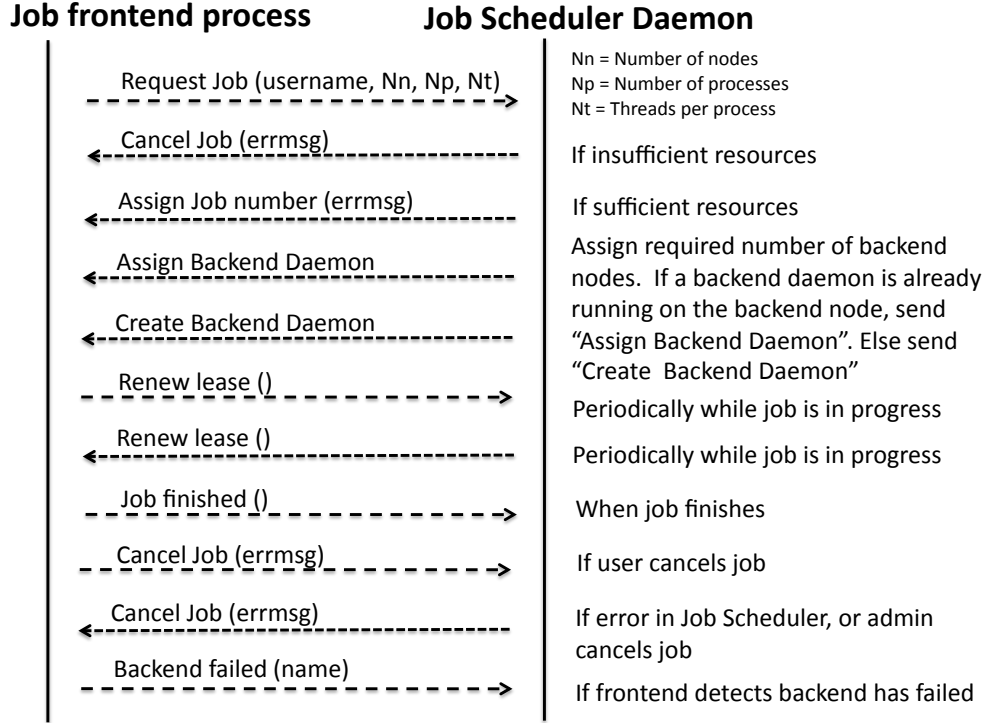 Job frontend process
Job Scheduler Daemon
Nn = Number of nodes
Np = Number of processes
Nt = Threads per process
Request Job (username, Nn, Np, Nt)
Cancel Job (errmsg)
If insufficient resources
Assign Job number (errmsg)
If sufficient resources
Assign Backend Daemon
Assign required number of backend
nodes.  If a backend daemon is already
running on the backend node, send
“Assign Backend Daemon”. Else send
“Create  Backend Daemon”
Create Backend Daemon
Renew lease ()
Periodically while job is in progress
Renew lease ()
Periodically while job is in progress
Job finished ()
When job finishes
Cancel Job (errmsg)
If user cancels job
Cancel Job (errmsg)
If error in Job Scheduler, or admin
cancels job
Backend failed (name)
If frontend detects backend has failed